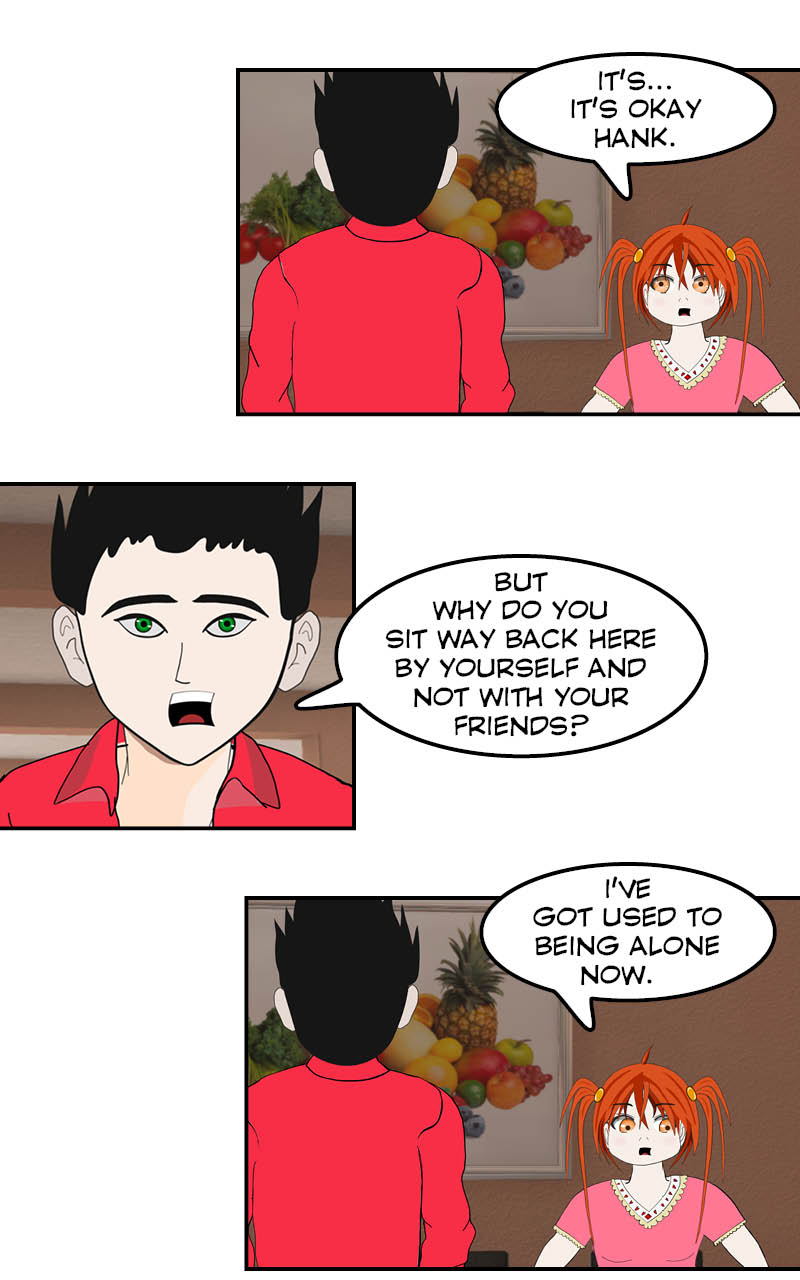 IT'S...
IT'S OKAY
HANK.
BUT
WHY DO YOU
SIT WAY BACK HERE
BY YOURSELF AND
NOT WITH YOUR
FRIENDS?
I'VE
GOT USED TO
BEING ALONE
NOW.